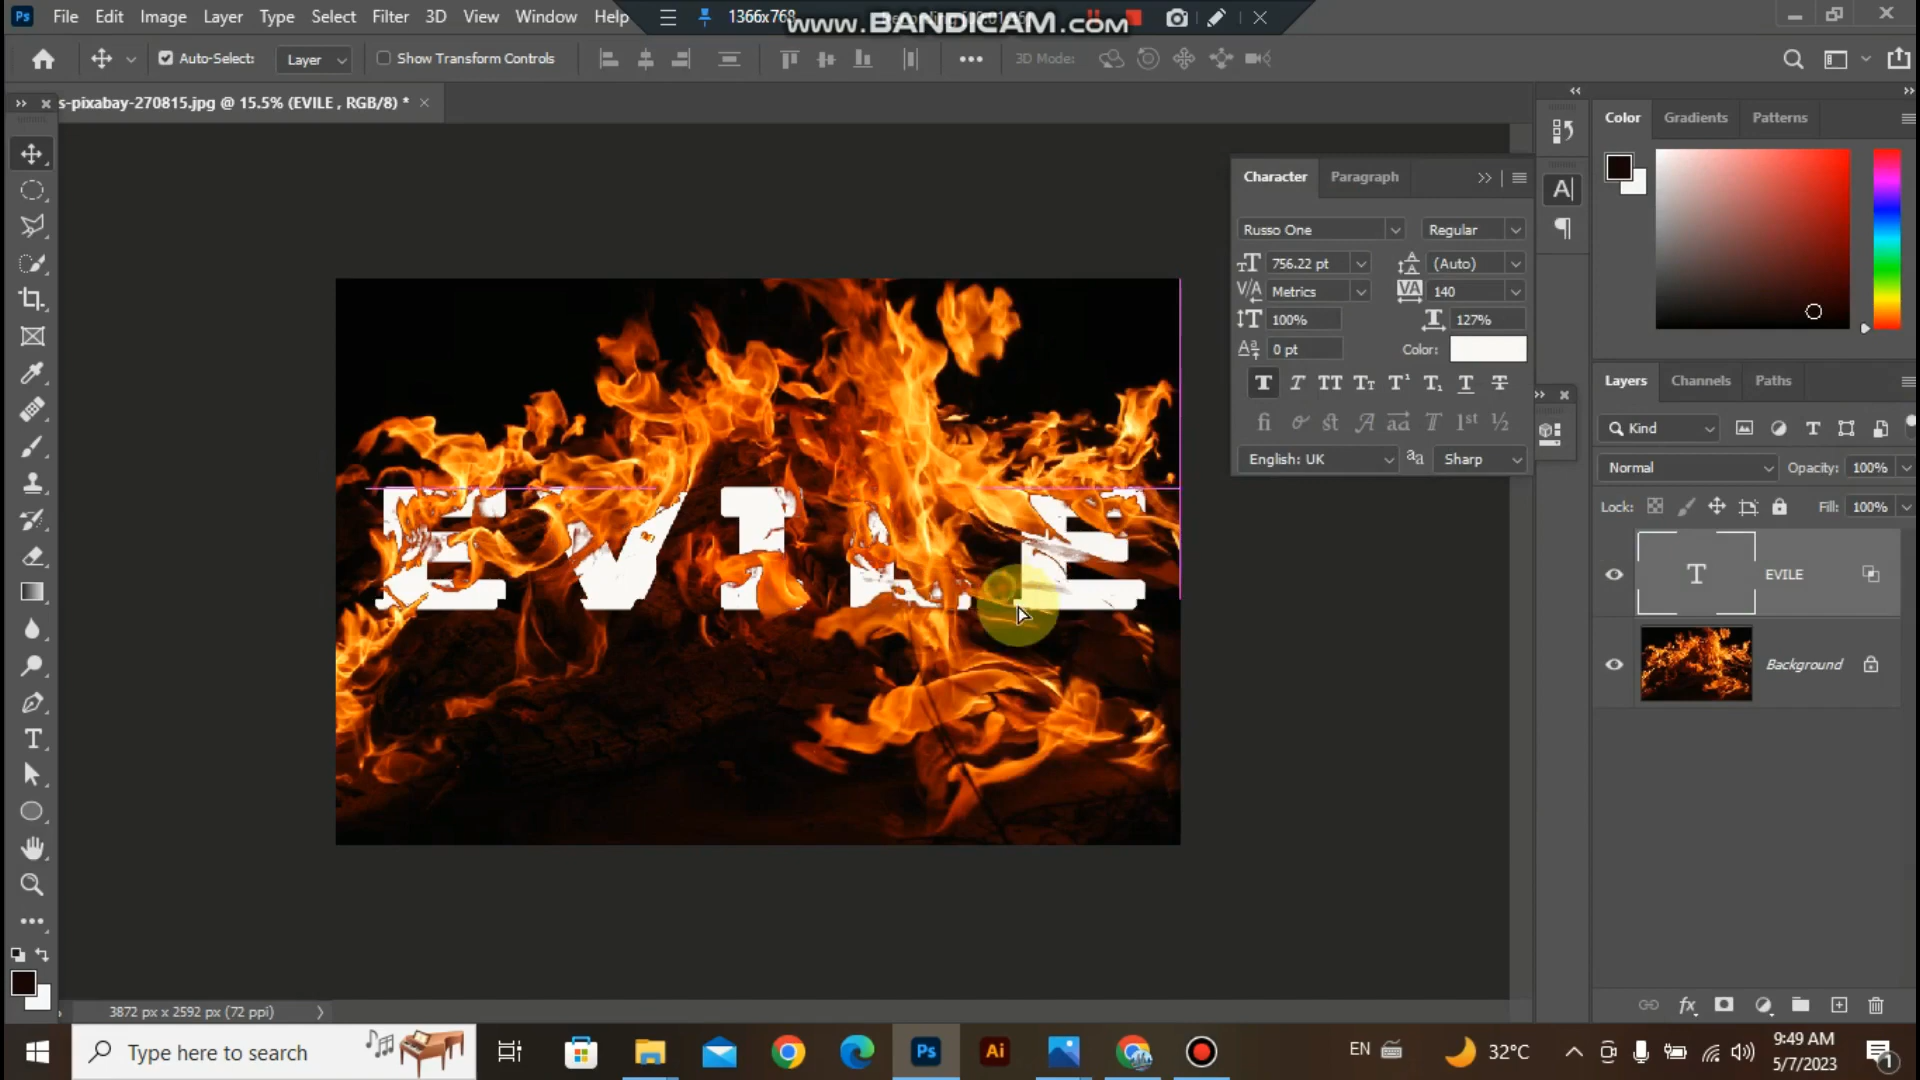 Ps File Edit Image Layer Type Select Filter 3D View Window Help
1366x768
www.BANDICAM.com
Auto-Select: Layer Show Transform Controls 3D Mode:
s-pixabay-270815.jpg @ 15.5% (EVILE , RGB/8) *
Character Paragraph
Russo One Regular
756.22 pt (Auto)
Metrics 140
100% 127%
0 pt Color:
English: UK Sharp
EVILE
Color Gradients Patterns
Layers Channels Paths
Kind
Normal Opacity: 100%
Lock: Fill: 100%
T EVILE
Background
3872 px x 2592 px (72 ppi)
Type here to search
Ps Ai
EN 32°C
9:49 AM
5/7/2023
1